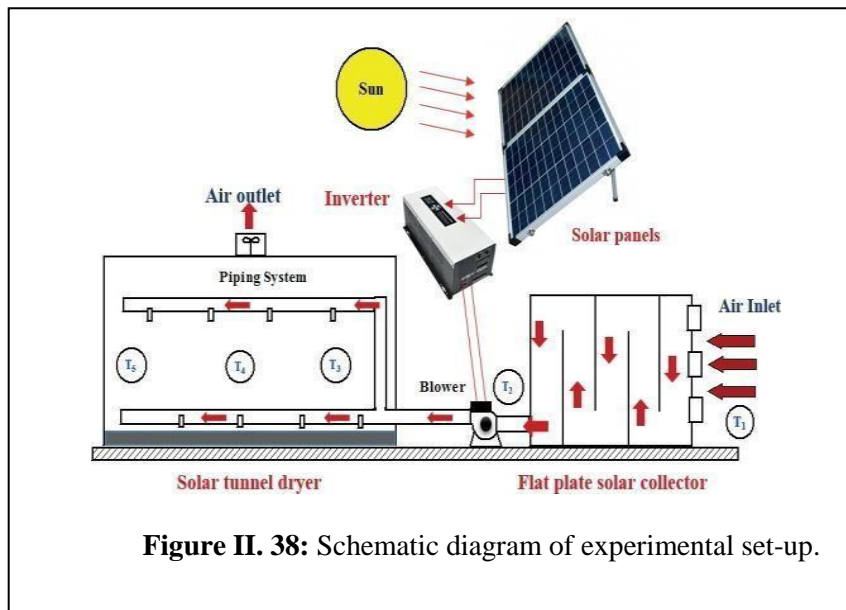 Sun
Air outlet
Inverter
Solar panels
Piping System
Air Inlet
T5
T4
T3
Blower
T2
T1
Solar tunnel dryer
Flat plate solar collector
Figure II. 38: Schematic diagram of experimental set-up.